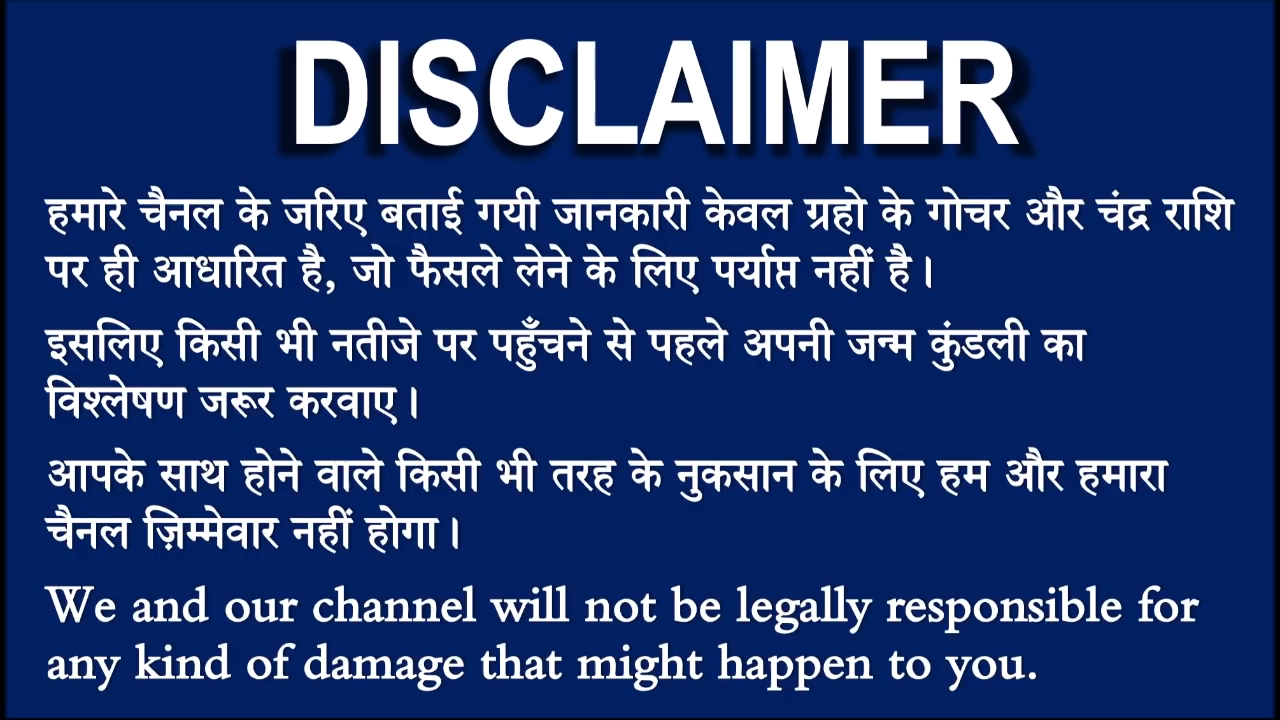 DISCLAIMER
हमारे चैनल के जरिए बताई गयी जानकारी केवल ग्रहो के गोचर और चंद्र राशि
पर ही आधारित है, जो फैसले लेने के लिए पर्याप्त नहीं है।
इसलिए किसी भी नतीजे पर पहुँचने से पहले अपनी जन्म कुंडली का
विश्लेषण जरूर करवाए।
आपके साथ होने वाले किसी भी तरह के नुकसान के लिए हम और हमारा
चैनल ज़िम्मेवार नहीं होगा।
We and our channel will not be legally responsible for
any kind of damage that might happen to you.